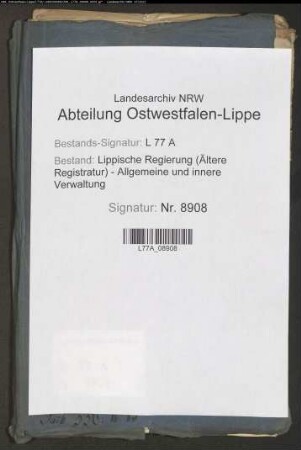 Landesarchiv NRW
Abteilung Ostwestfalen-Lippe
Bestands-Signatur: L 77 A
Bestand: Lippische Regierung (Ältere
Registratur) - Allgemeine und innere
Verwaltung
Signatur: Nr. 8908
L77A_08908